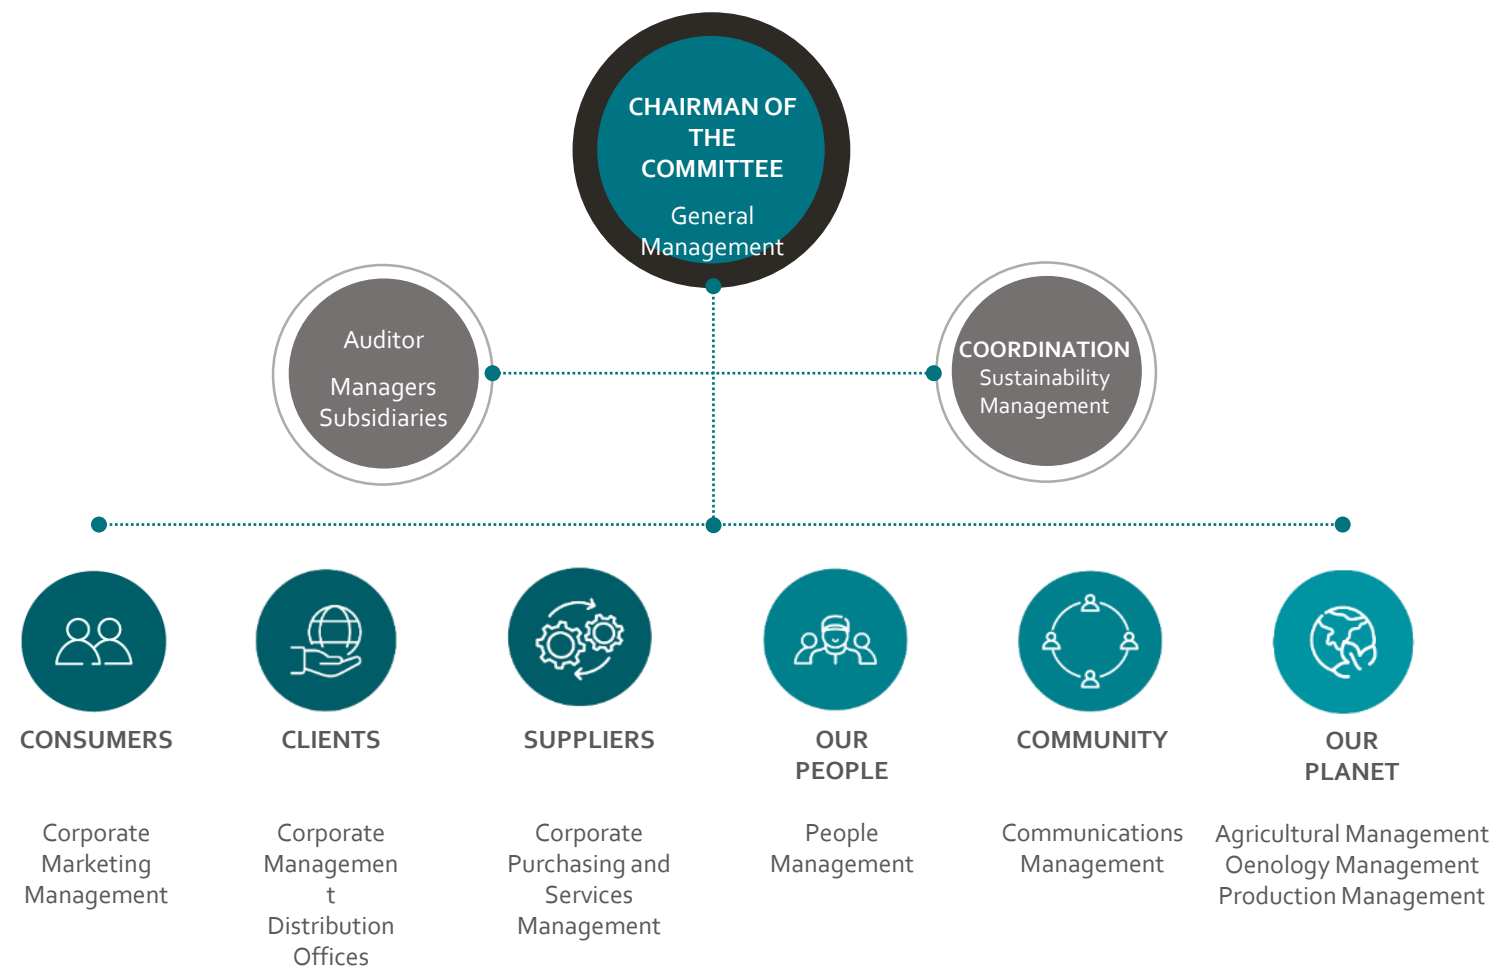 CHAIRMAN OF
THE
COMMITTEE
General
Management
Auditor
Managers
Subsidiaries
COORDINATION
Sustainability
Management
CONSUMERS
Corporate
Marketing
Management
CLIENTS
Corporate
Managemen
t
Distribution
Offices
SUPPLIERS
Corporate
Purchasing and
Services
Management
OUR
PEOPLE
People
Management
COMMUNITY
Communications
Management
OUR
PLANET
Agricultural Management
Oenology Management
Production Management